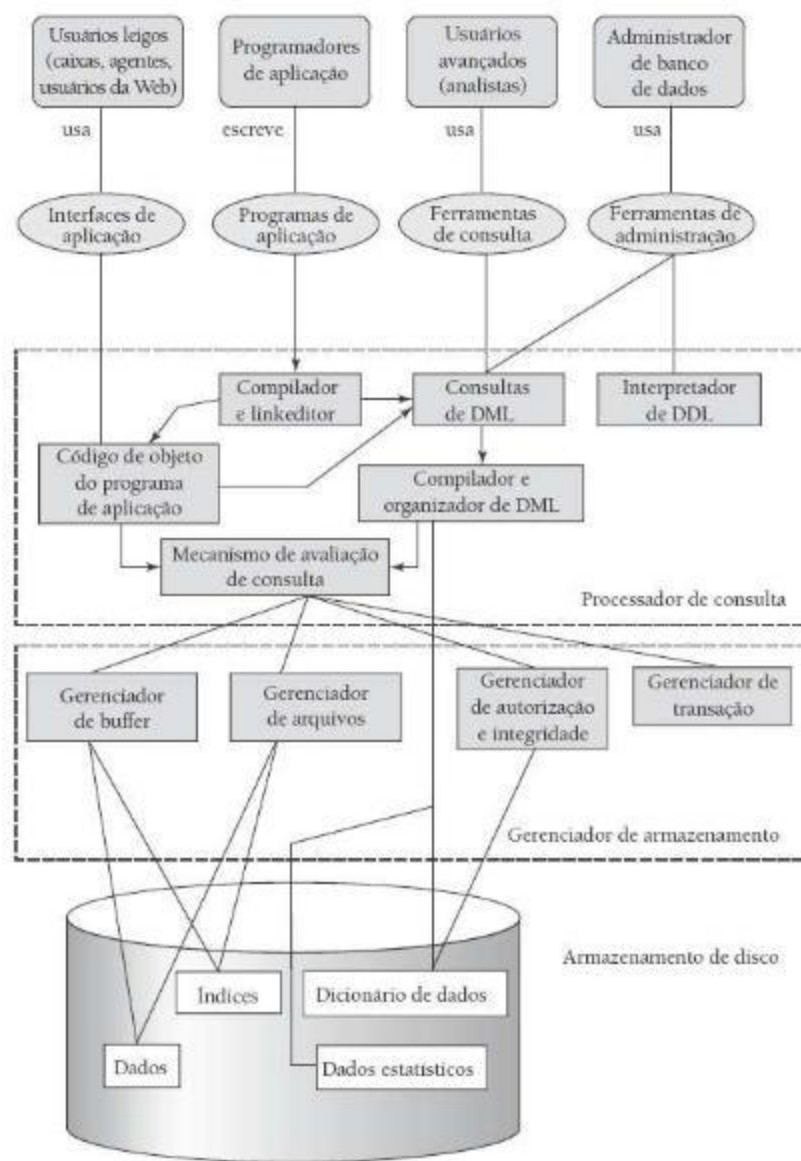 Usuários leigos
(caixas, agentes,
usuários da Web)
Programadores
de aplicação
Usuários
avançados
(analistas)
Administrador
de banco
de dados
usa
escreve
usa
usa
Interfaces de
aplicação
Programas de
aplicação
Ferramentas
de consulta
Ferramentas de
administração
Compilador
e linkeditor
Consultas
de DML
Interpretador
de DDL
Código de objeto
do programa
de aplicação
Compilador e
organizador de DML
Mecanismo de avaliação
de consulta
Processador de consulta
Gerenciador
de buffer
Gerenciador
de arquivos
Gerenciador
de autorização
e integridade
Gerenciador de
transação
Gerenciador de armazenamento
Armazenamento de disco
Índices
Dicionário de dados
Dados
Dados estatísticos